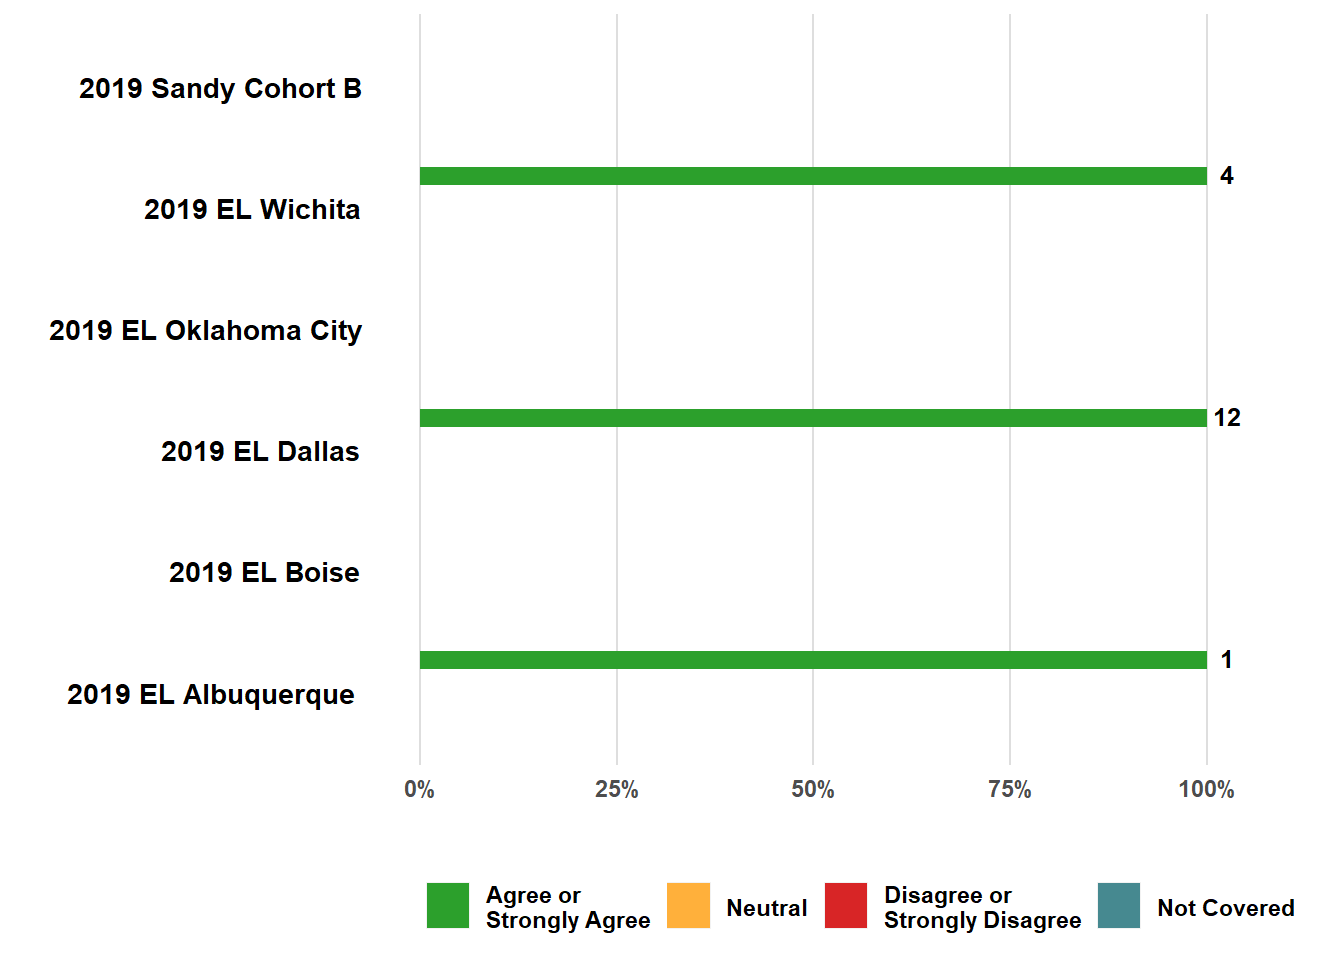 2019 Sandy Cohort B
4
2019 EL Wichita
2019 EL Oklahoma City
12
2019 EL Dallas
2019 EL Boise
1
2019 EL Albuquerque
0% 25% 50% 75% 100%
Agree or
Strongly Agree
Neutral
Disagree or
Strongly Disagree
Not Covered